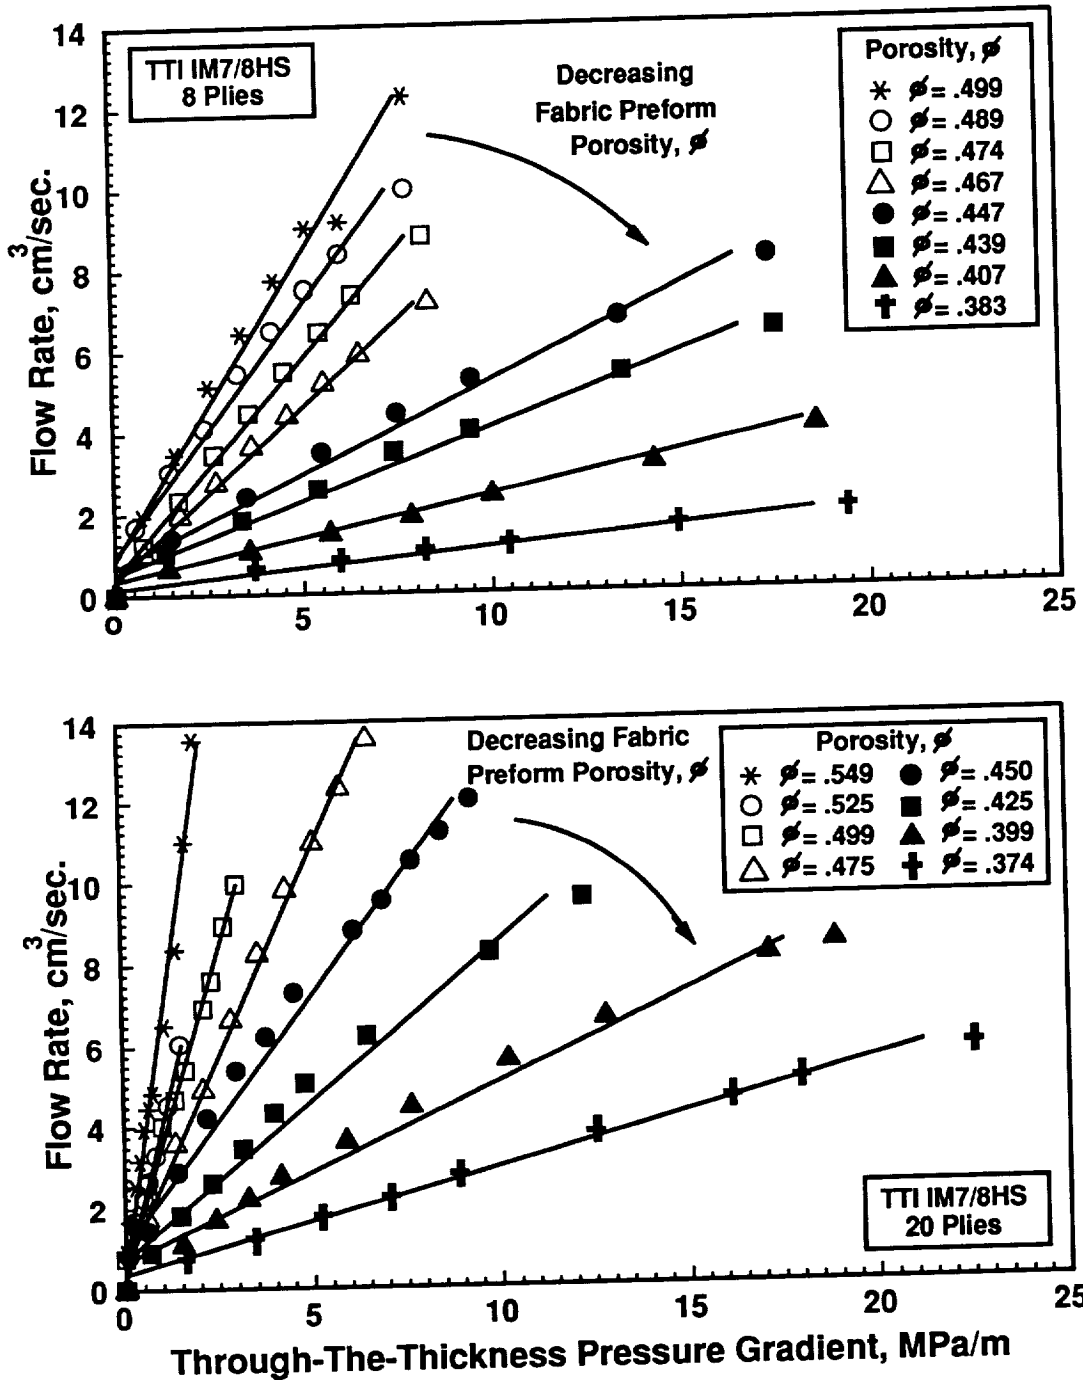 14
12
10
8
6
4
2
0
Flow Rate, cm³/sec.
TTI IM7/8HS
8 Plies
Decreasing
Fabric Preform
Porosity, ø
Porosity, ø
ø = .499
ø = .489
ø = .474
ø = .467
ø = .447
ø = .439
ø = .407
ø = .383
0 5 10 15 20 25
14
12
10
8
6
4
2
0
Flow Rate, cm³/sec.
Decreasing Fabric
Preform Porosity, ø
Porosity, ø
ø = .549 ø = .450
ø = .525 ø = .425
ø = .499 ø = .399
ø = .475 ø = .374
TTI IM7/8HS
20 Plies
0 5 10 15 20 25
Through-The-Thickness Pressure Gradient, MPa/m